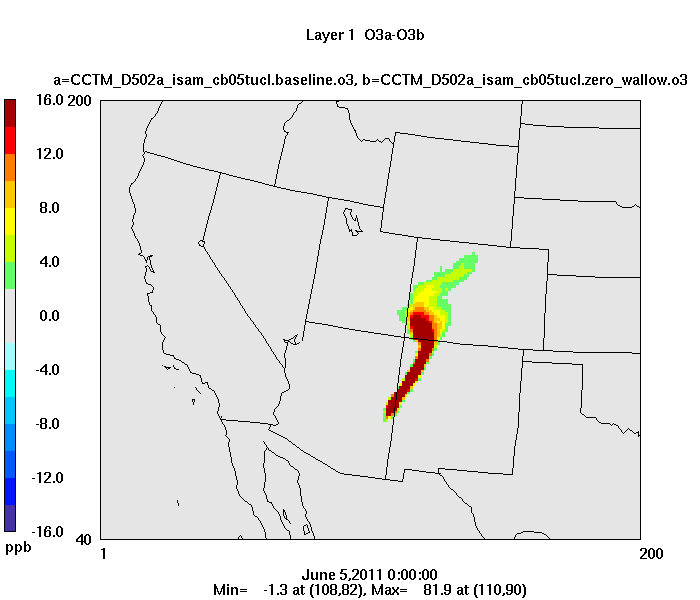 Layer 1 O3a-O3b
a=CCTM_D502a_isam_cb05tucl.baseline.o3, b=CCTM_D502a_isam_cb05tucl.zero_wallow.o3
16.0
200
12.0
8.0
4.0
0.0
-4.0
-8.0
-12.0
-16.0
40
ppb
1
200
June 5,2011 0:00:00
Min= -1.3 at (108,82), Max= 81.9 at (110,90)